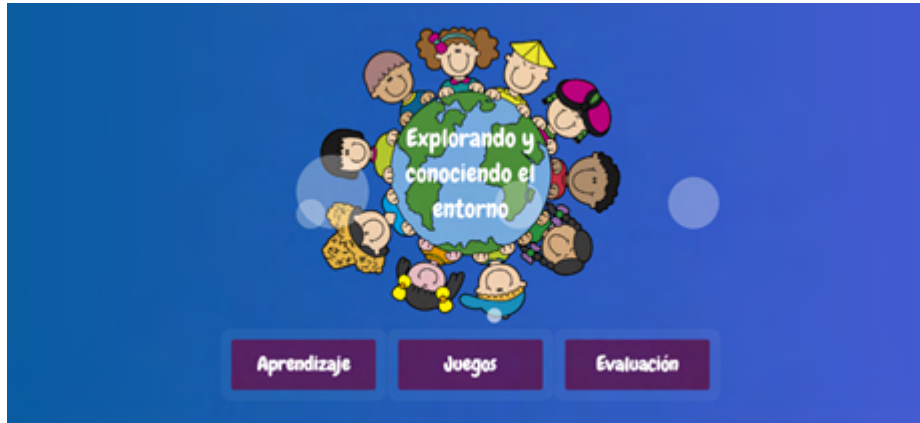 Explorando y
conociendo el
entorno
Aprendizaje
Juegos
Evaluación